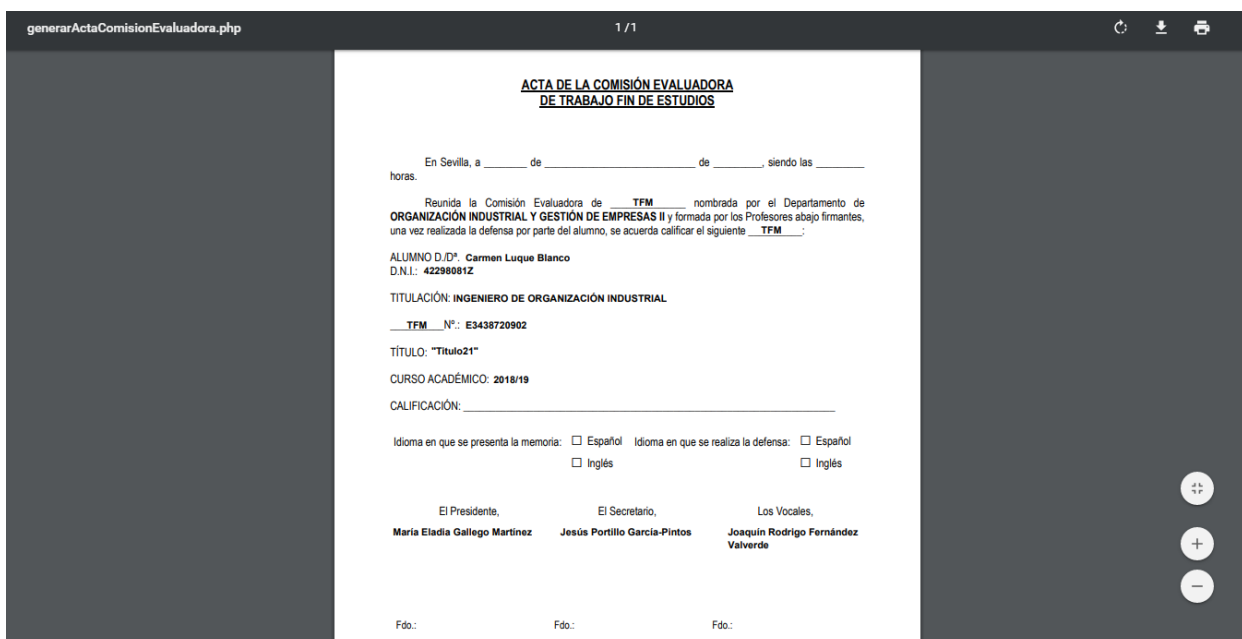 generarActaComisionEvaluadora.php
1/1
ACTA DE LA COMISIÓN EVALUADORA
DE TRABAJO FIN DE ESTUDIOS
En Sevilla, a ________ de ____________________________ de _________, siendo las _________
horas.
Reunida la Comisión Evaluadora de ____TFM_____ nombrada por el Departamento de
ORGANIZACIÓN INDUSTRIAL Y GESTIÓN DE EMPRESAS II y formada por los Profesores abajo firmantes,
una vez realizada la defensa por parte del alumno, se acuerda calificar el siguiente __TFM____:
ALUMNO D./Dª. Carmen Luque Blanco
D.N.I.: 42298081Z
TITULACIÓN: INGENIERO DE ORGANIZACIÓN INDUSTRIAL
___TFM___Nº.: E3438720902
TÍTULO: "Titulo21"
CURSO ACADÉMICO: 2018/19
CALIFICACIÓN: ______________________________________________________________________
Idioma en que se presenta la memoria: ☐ Español Idioma en que se realiza la defensa: ☐ Español
☐ Inglés ☐ Inglés
El Presidente, El Secretario, Los Vocales,
María Eladia Gallego Martínez Jesús Portillo García-Pintos Joaquín Rodrigo Fernández
Valverde
Fdo.: Fdo.: Fdo.: